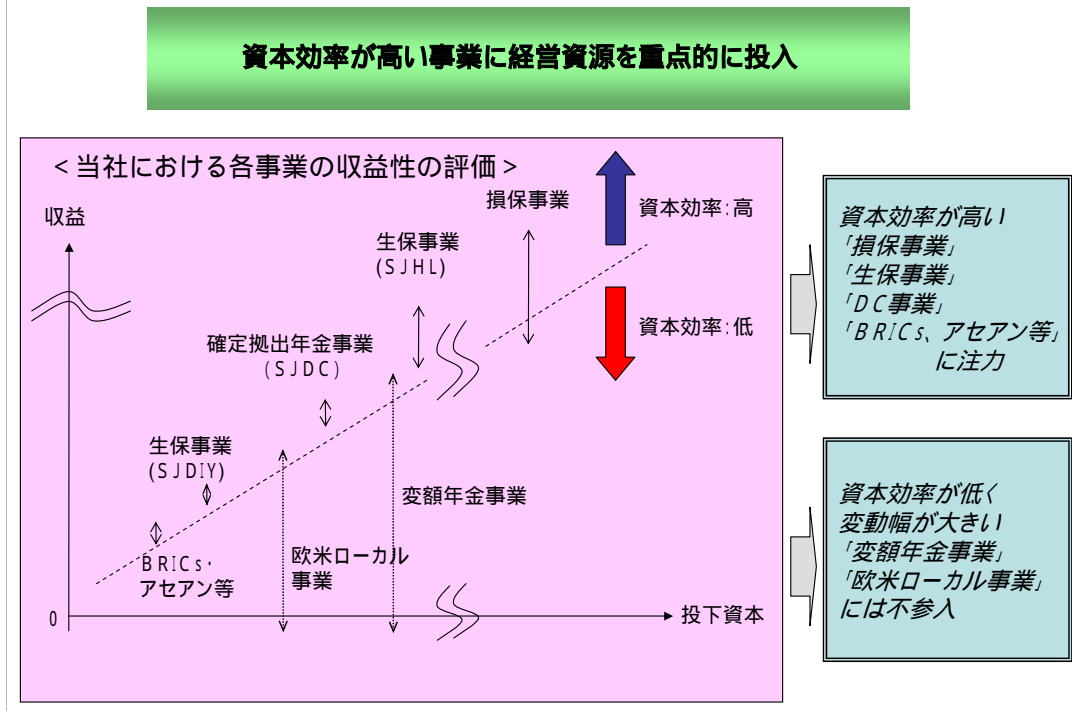 資本効率が高い事業に経営資源を重点的に投入
＜当社における各事業の収益性の評価＞
収益
損保事業
資本効率：高
生保事業
(SJHL)
資本効率：低
確定拠出年金事業
(SJDC)
生保事業
(SJDIY)
変額年金事業
BRICs・
アセアン等
欧米ローカル
事業
0
投下資本
資本効率が高い
「損保事業」
「生保事業」
「DC事業」
「BRICs、アセアン等」
に注力
資本効率が低く
変動幅が大きい
「変額年金事業」
「欧米ローカル事業」
には不参入